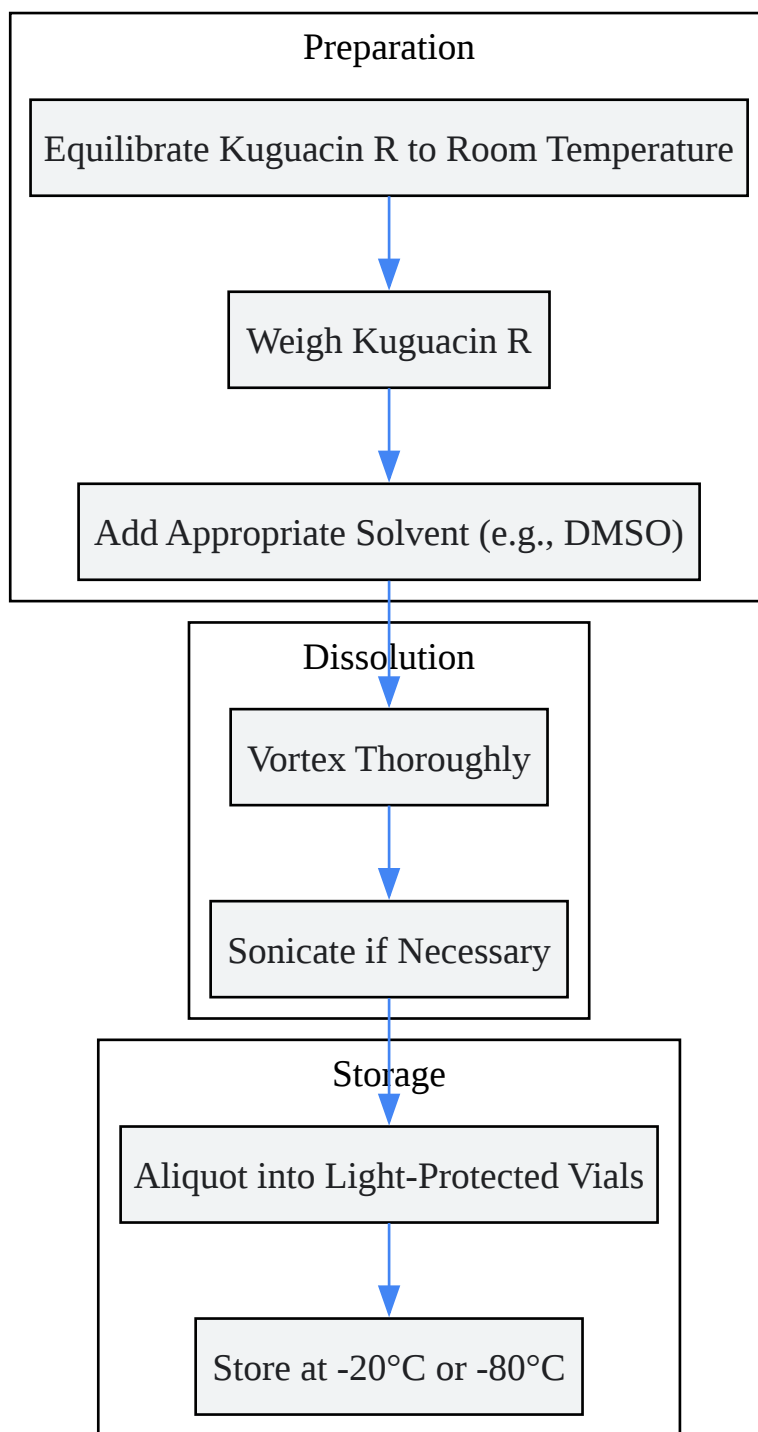 Preparation
Equilibrate Kuguacin R to Room Temperature
Weigh Kuguacin R
Add Appropriate Solvent (e.g., DMSO)
Dissolution
Vortex Thoroughly
Sonicate if Necessary
Storage
Aliquot into Light-Protected Vials
Store at -20°C or -80°C